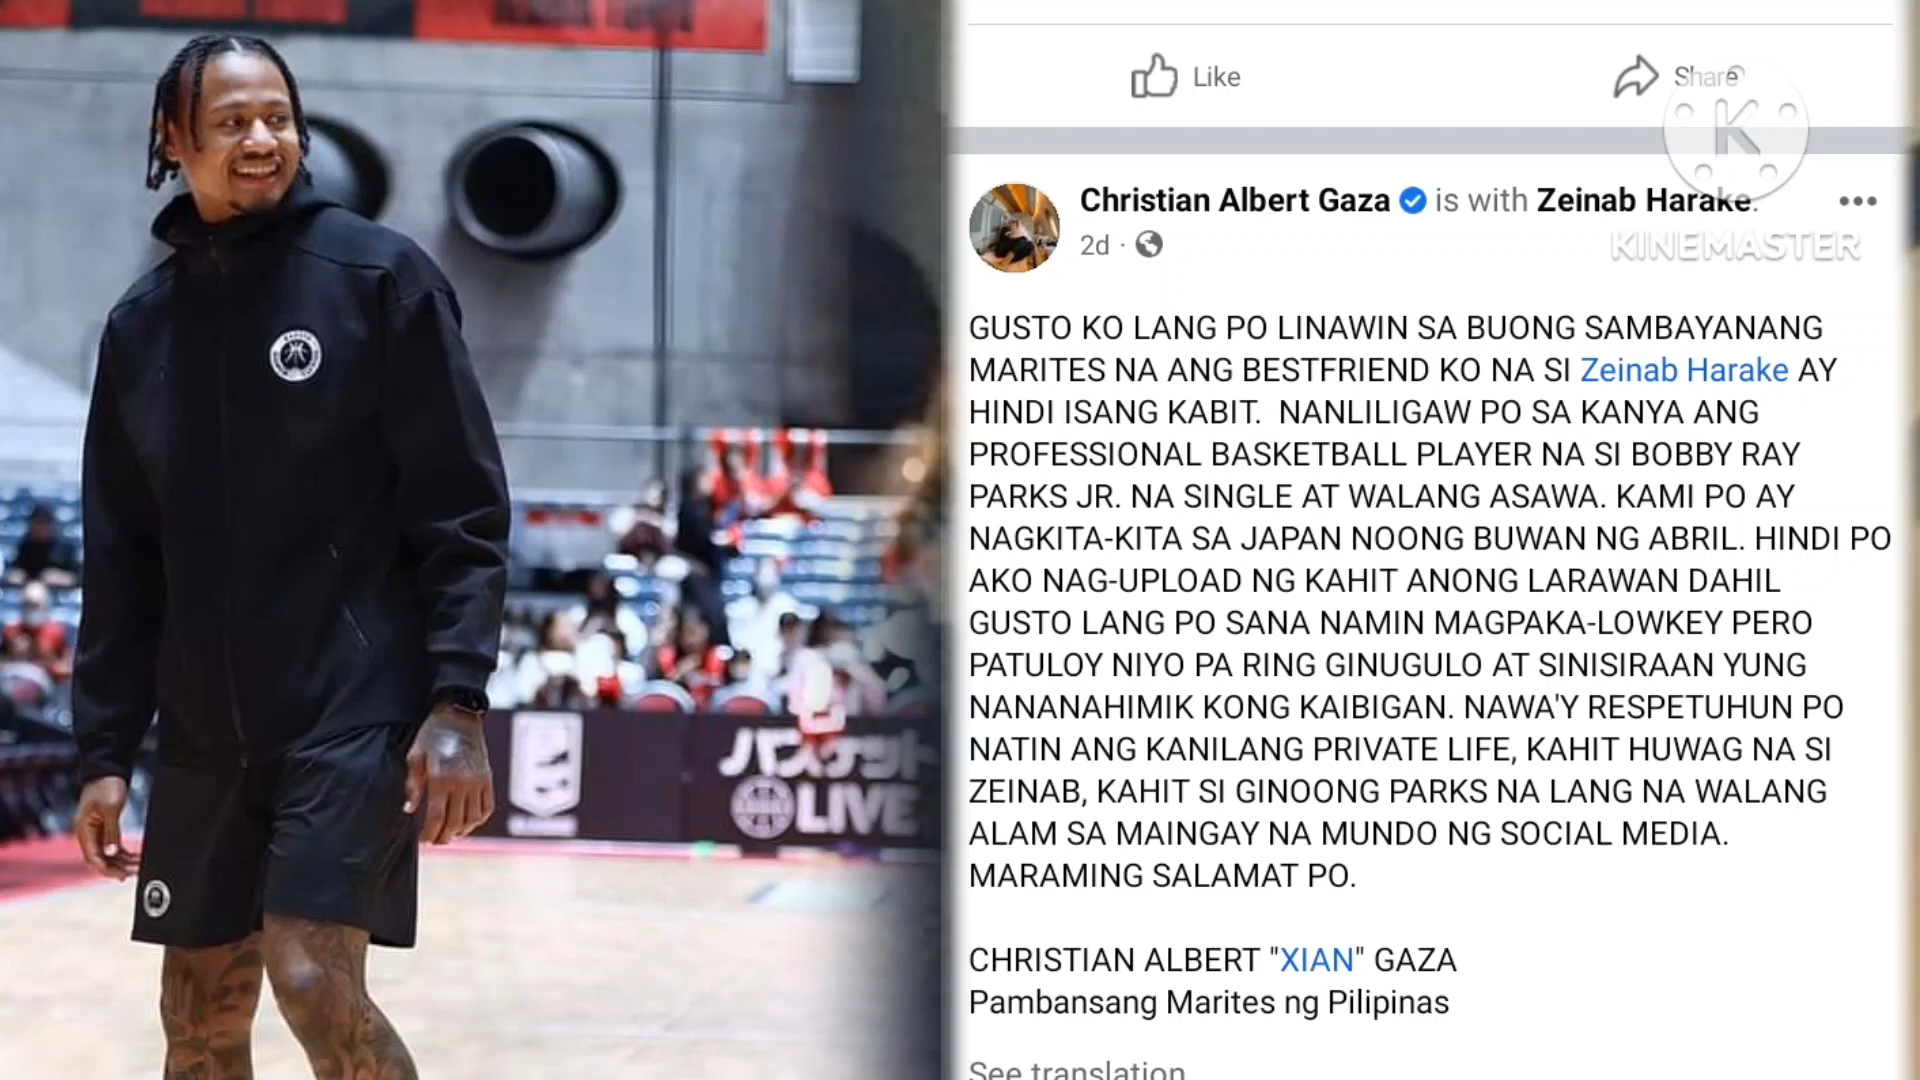 Like
Share
K
KINEMASTER
Christian Albert Gaza is with Zeinab Harake.
2d ·
GUSTO KO LANG PO LINAWIN SA BUONG SAMBAYANANG
MARITES NA ANG BESTFRIEND KO NA SI Zeinab Harake AY
HINDI ISANG KABIT. NANLILIGAW PO SA KANYA ANG
PROFESSIONAL BASKETBALL PLAYER NA SI BOBBY RAY
PARKS JR. NA SINGLE AT WALANG ASAWA. KAMI PO AY
NAGKITA-KITA SA JAPAN NOONG BUWAN NG ABRIL. HINDI PO
AKO NAG-UPLOAD NG KAHIT ANONG LARAWAN DAHIL
GUSTO LANG PO SANA NAMIN MAGPAKA-LOWKEY PERO
PATULOY NIYO PA RING GINUGULO AT SINISIRAAN YUNG
NANANAHIMIK KONG KAIBIGAN. NAWA'Y RESPETUHUN PO
NATIN ANG KANILANG PRIVATE LIFE, KAHIT HUWAG NA SI
ZEINAB, KAHIT SI GINOONG PARKS NA LANG NA WALANG
ALAM SA MAINGAY NA MUNDO NG SOCIAL MEDIA.
MARAMING SALAMAT PO.
CHRISTIAN ALBERT "XIAN" GAZA
Pambansang Marites ng Pilipinas
See translation
バスケット
LIVE